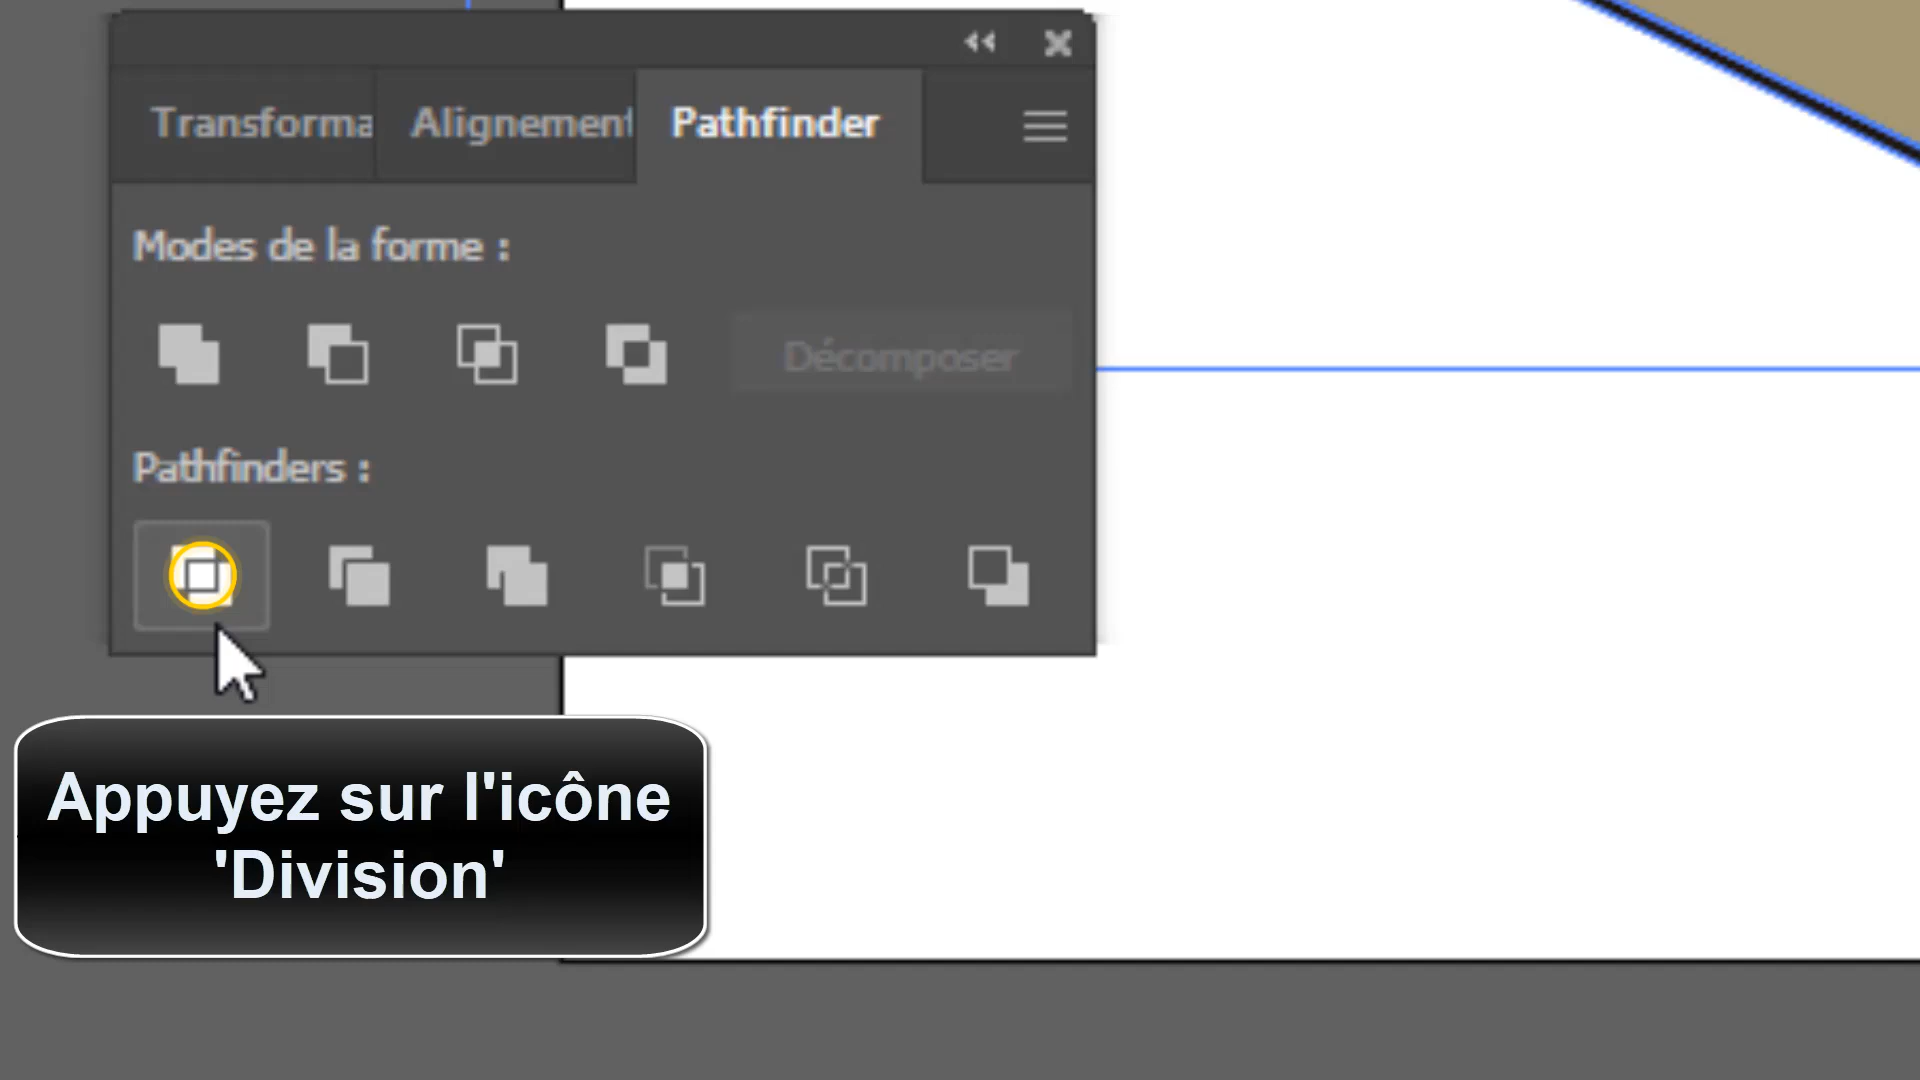 Transforma
Alignement
Pathfinder
Modes de la forme :
Décomposer
Pathfinders :
Appuyez sur l'icône
'Division'